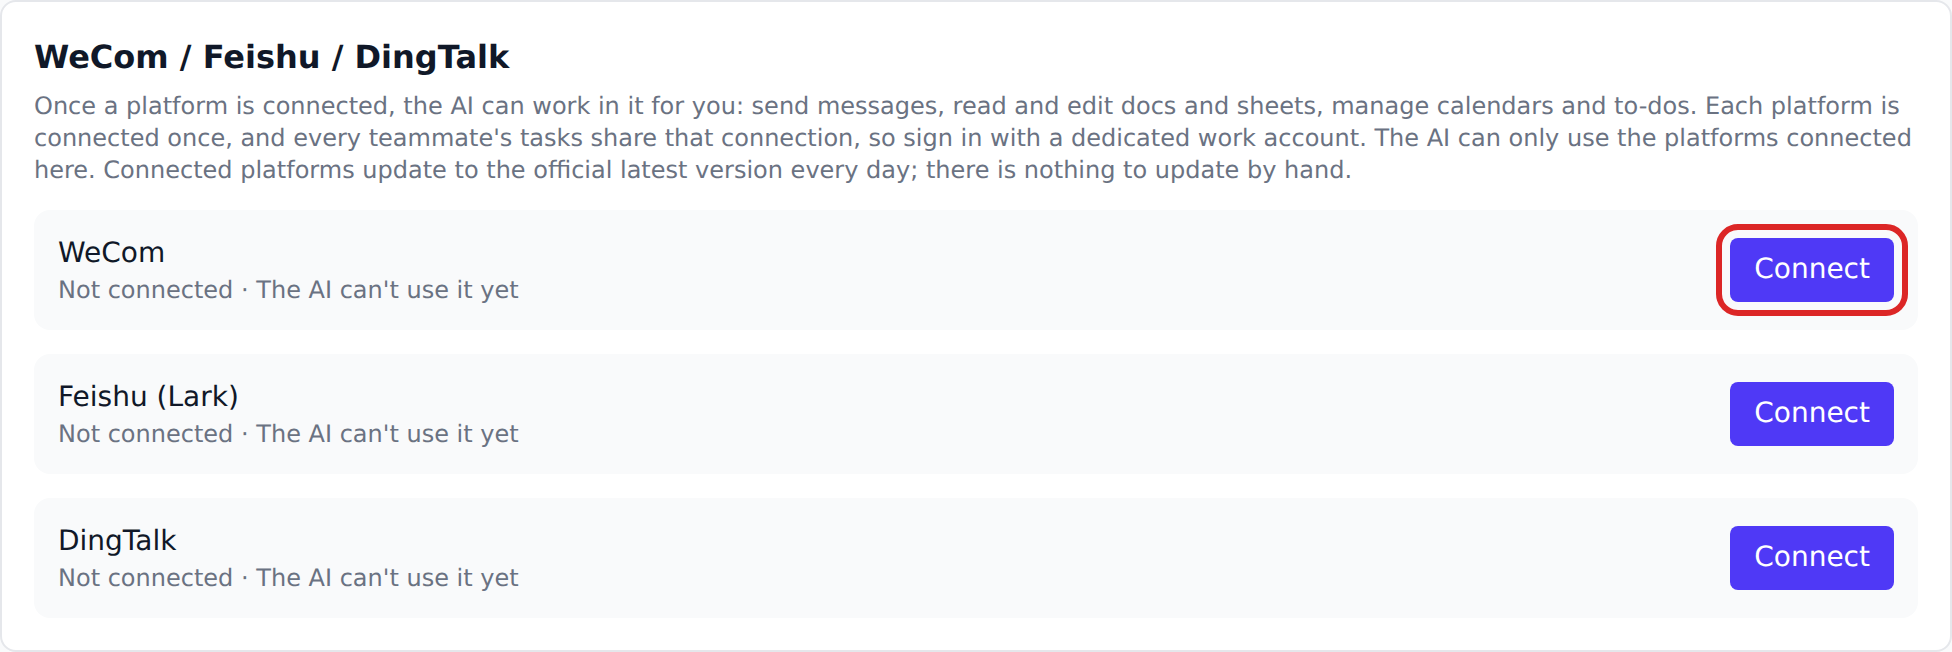 WeCom / Feishu / DingTalk
Once a platform is connected, the AI can work in it for you: send messages, read and edit docs and sheets, manage calendars and to-dos. Each platform is
connected once, and every teammate's tasks share that connection, so sign in with a dedicated work account. The AI can only use the platforms connected
here. Connected platforms update to the official latest version every day; there is nothing to update by hand.
WeCom
Not connected · The AI can't use it yet
Connect
Feishu (Lark)
Not connected · The AI can't use it yet
Connect
DingTalk
Not connected · The AI can't use it yet
Connect